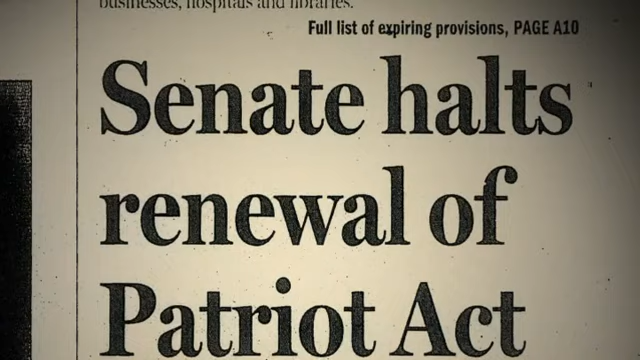 businesses, hospitals and libraries.
Full list of expiring provisions, PAGE A10
Senate halts
renewal of
Patriot Act